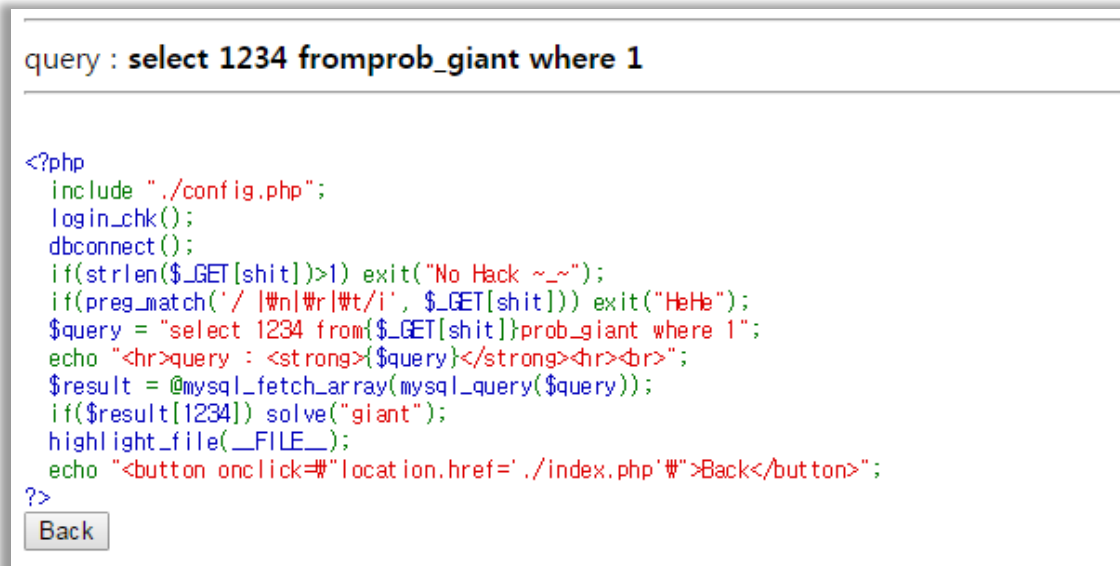 query : select 1234 fromprob_giant where 1
<?php
  include "./config.php";
  login_chk();
  dbconnect();
  if(strlen($_GET[shit])>1) exit("No Hack ~_~");
  if(preg_match('/ |₩n|₩r|₩t/i', $_GET[shit])) exit("HeHe");
  $query = "select 1234 from{$_GET[shit]}prob_giant where 1";
  echo "<hr>query : <strong>{$query}</strong><hr><br>";
  $result = @mysql_fetch_array(mysql_query($query));
  if($result[1234]) solve("giant");
  highlight_file(__FILE__);
  echo "<button onclick=₩"location.href='./index.php'₩">Back</button>";
?>
Back